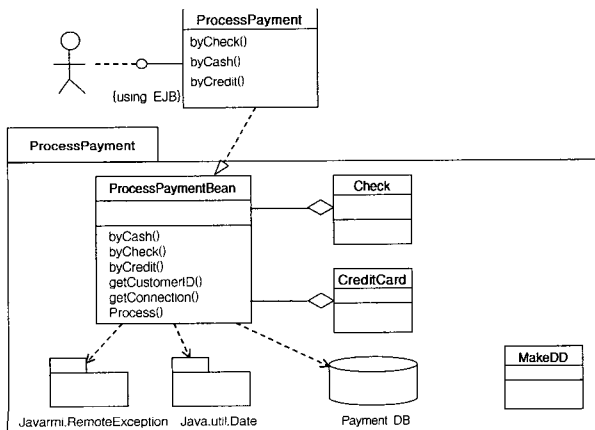 ProcessPayment
byCheck()
byCash()
byCredit()
{using EJB}
ProcessPayment
ProcessPaymentBean
byCash()
byCheck()
byCredit()
getCustomerID()
getConnection()
Process()
Check
CreditCard
MakeDD
Javarmi.RemoteException
Java.util.Date
Payment DB